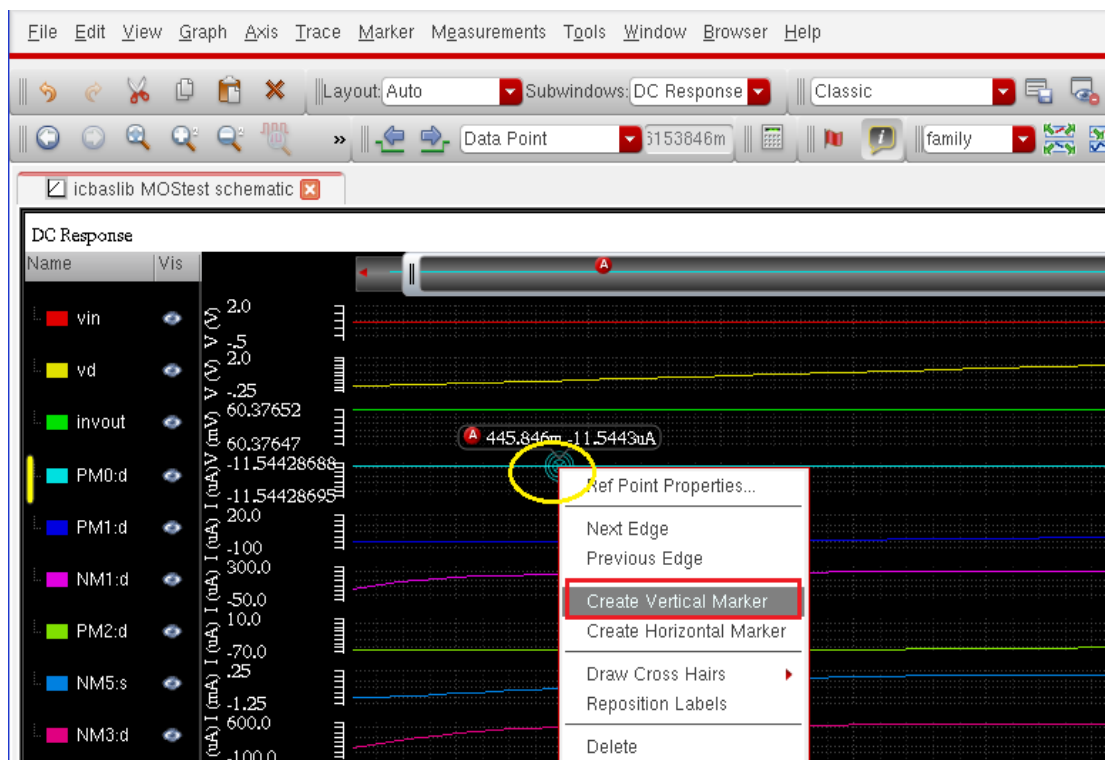 File Edit View Graph Axis Trace Marker Measurements Tools Window Browser Help
Layout: Auto Subwindows: DC Response Classic
» Data Point 6153846m family
icbaslib MOStest schematic
DC Response
Name Vis
A
vin V (V) 2.0
-.5
vd V (V) 2.0
-.25
invout V (mV) 60.37652
60.37647
A 445.846m -11.5443uA
PM0:d I (uA) -11.54428688
-11.54428695
Ref Point Properties...
PM1:d I (uA) 20.0
-100
Next Edge
Previous Edge
NM1:d I (uA) 300.0
-50.0
Create Vertical Marker
PM2:d I (uA) 10.0
-70.0
Create Horizontal Marker
NM5:s I (mA) .25
-1.25
Draw Cross Hairs
Reposition Labels
NM3:d I (uA) 600.0
-100.0
Delete